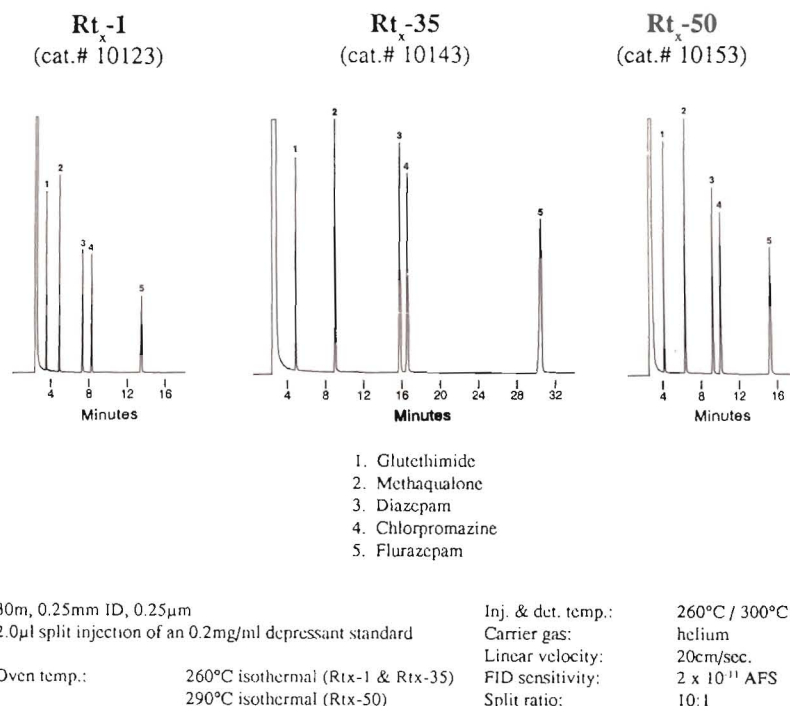 Rtx-1
(cat.# 10123)
Rtx-35
(cat.# 10143)
Rtx-50
(cat.# 10153)
1 2 3 4 5
4 8 12 16
Minutes
1 2 3 4 5
4 8 12 16 20 24 28 32
Minutes
1 2 3 4 5
4 8 12 16
Minutes
1. Glutethimide
2. Methaqualone
3. Diazepam
4. Chlorpromazine
5. Flurazepam
30m, 0.25mm ID, 0.25µm
2.0µl split injection of an 0.2mg/ml depressant standard
Oven temp.: 260°C isothermal (Rtx-1 & Rtx-35)
290°C isothermal (Rtx-50)
Inj. & det. temp.: 260°C / 300°C
Carrier gas: helium
Linear velocity: 20cm/sec.
FID sensitivity: 2 x 10⁻¹¹ AFS
Split ratio: 10:1